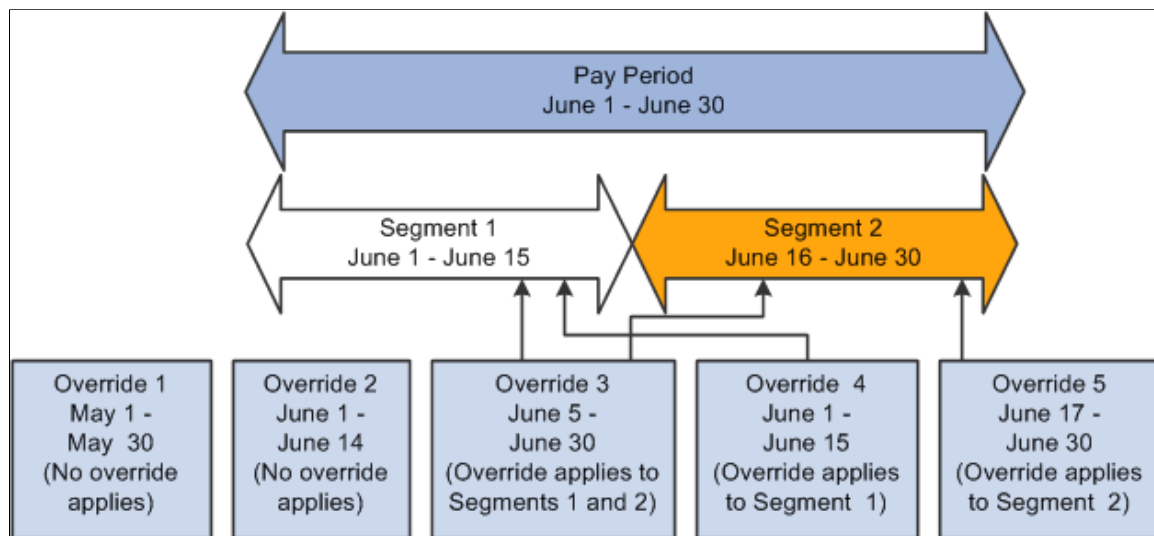 Pay Period
June 1 - June 30
Segment 1
June 1 - June 15
Segment 2
June 16 - June 30
Override 1
May 1 -
May 30
(No override
applies)
Override 2
June 1 -
June 14
(No override
applies)
Override 3
June 5 -
June 30
(Override applies to
Segments 1 and 2)
Override 4
June 1 -
June 15
(Override applies
to Segment 1)
Override 5
June 17 -
June 30
(Override applies
to Segment 2)